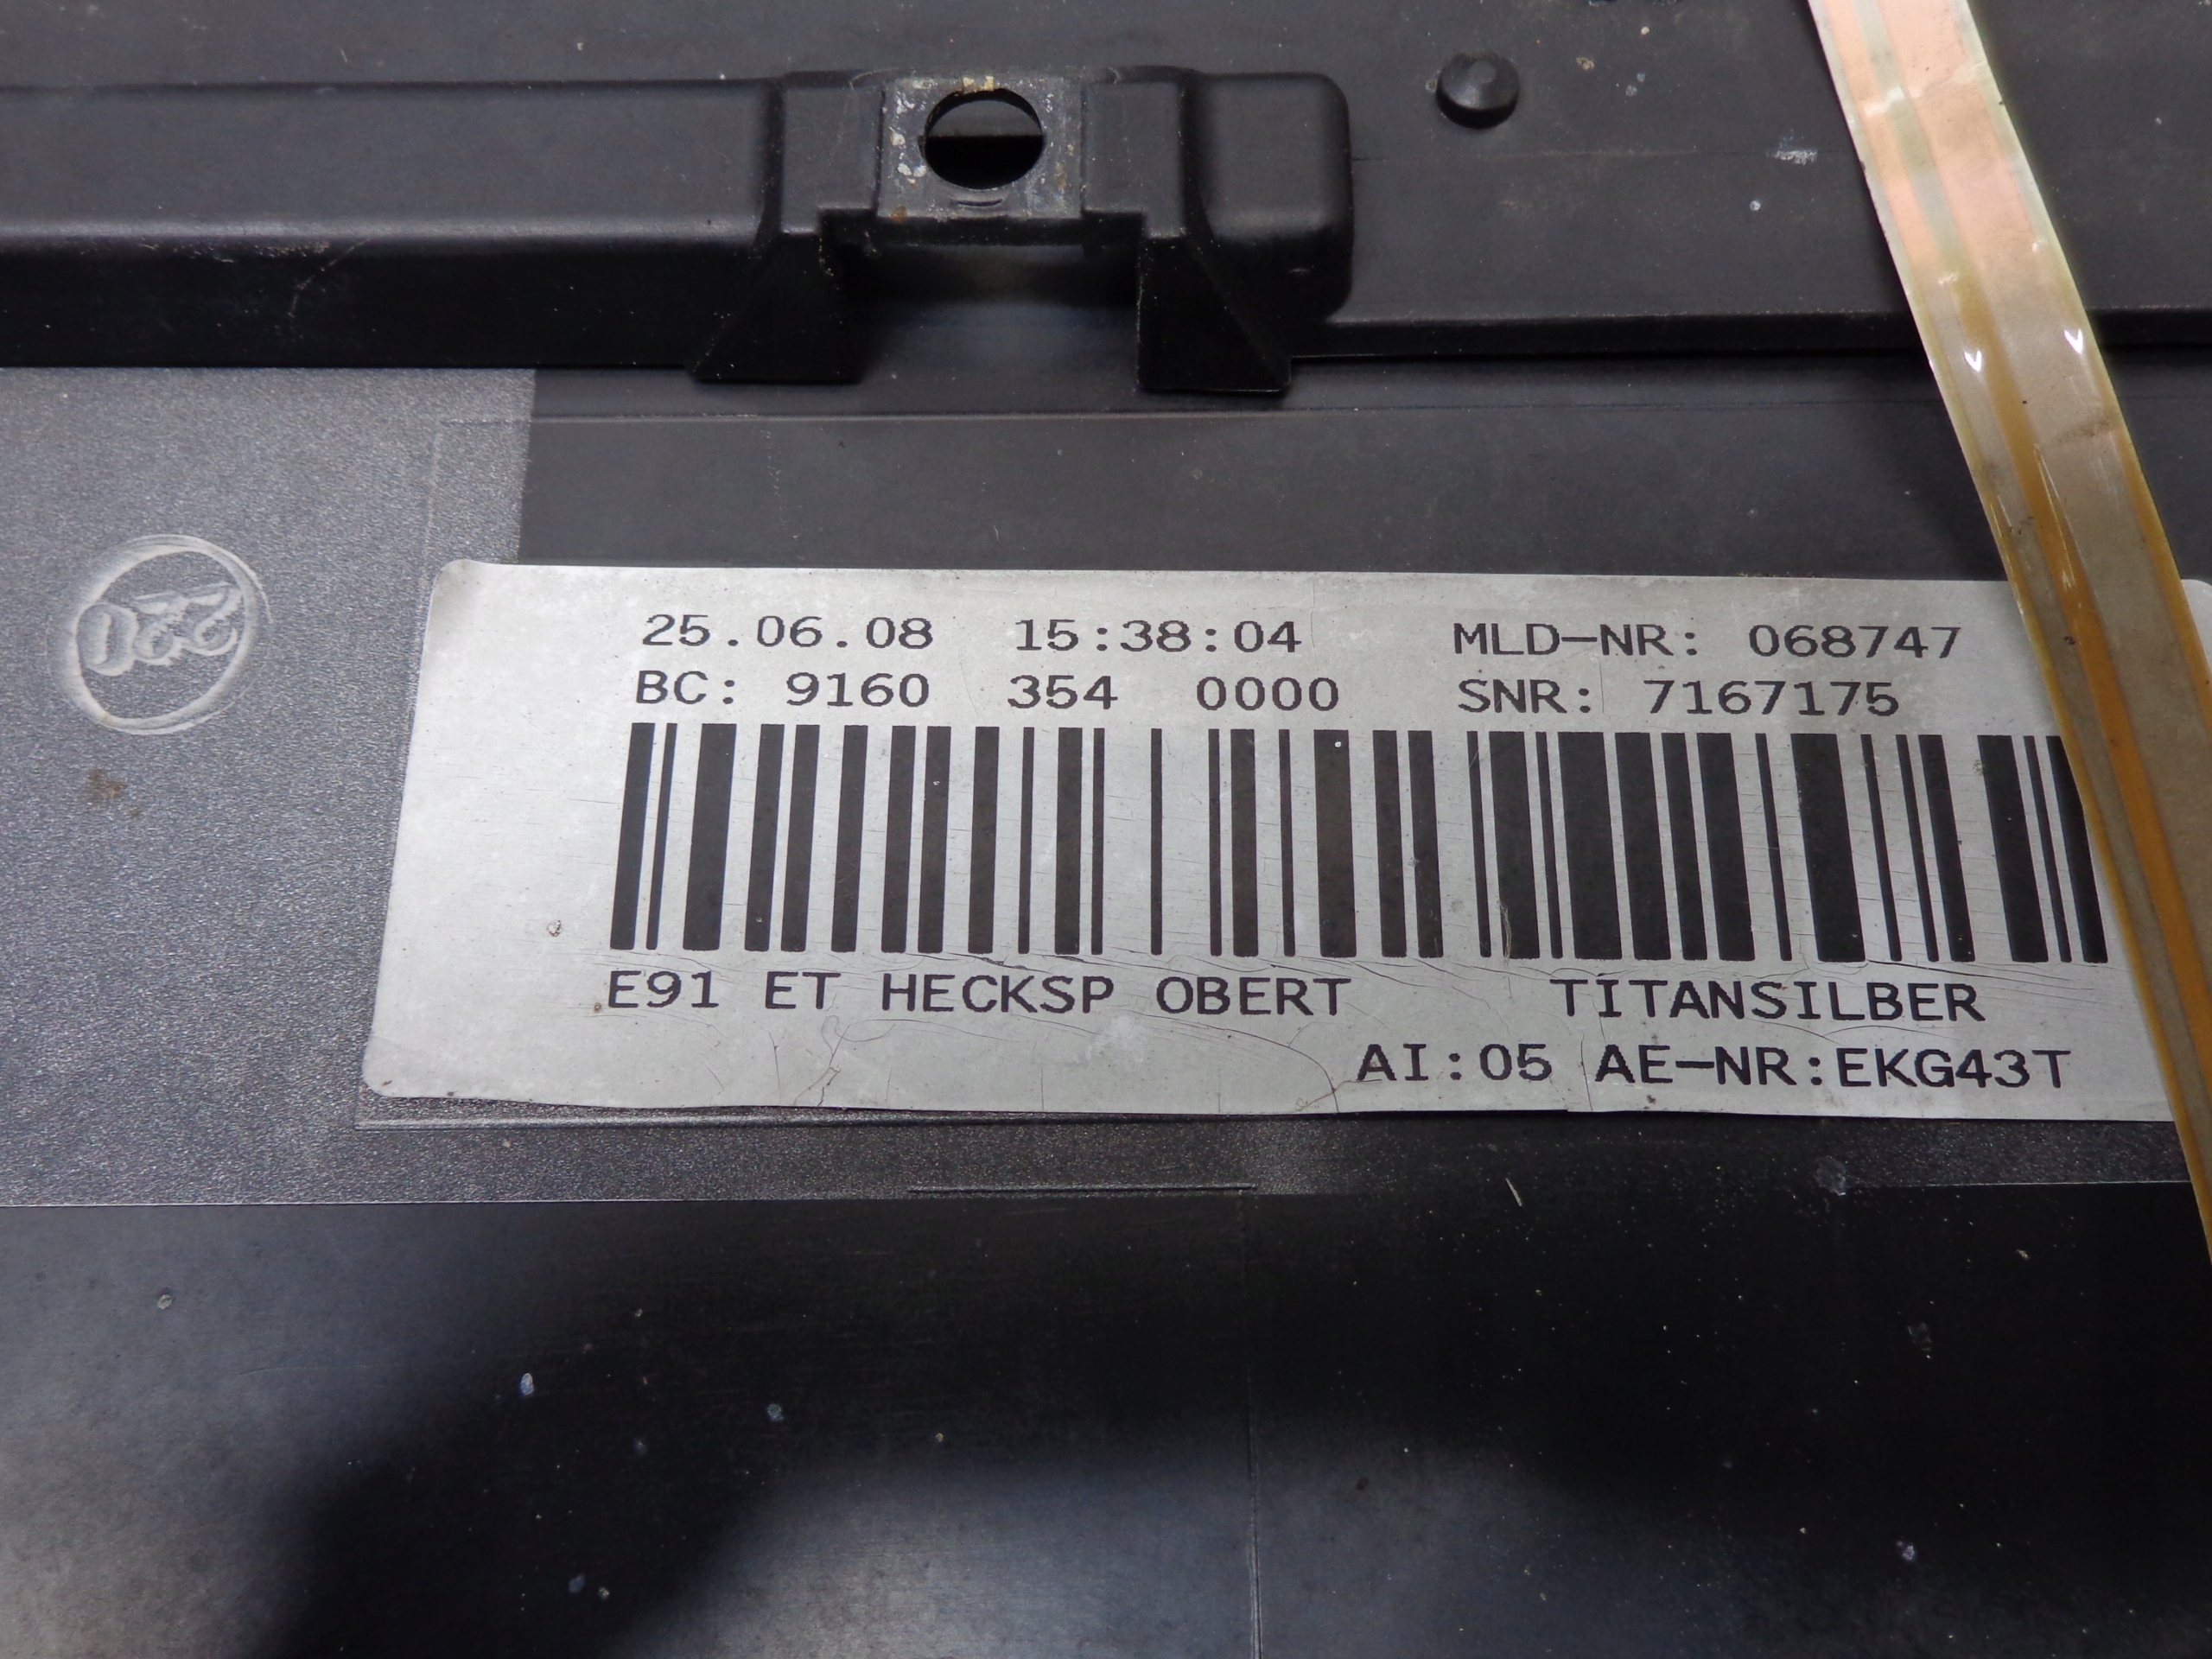 25.06.08 15:38:04 MLD-NR: 068747
BC: 9160 354 0000 SNR: 7167175
E91 ET HECKSP OBERT TITANSILBER
AI:05 AE-NR:EKG43T